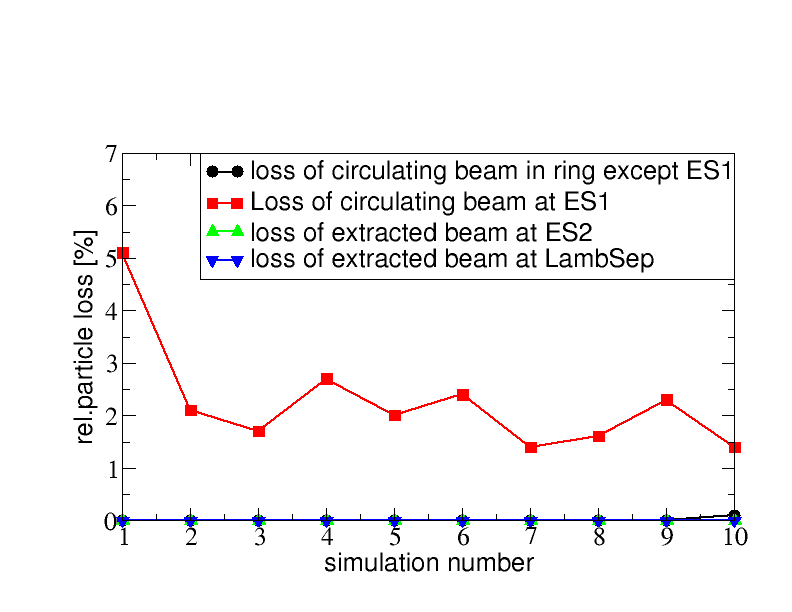 7
loss of circulating beam in ring except ES1
6
Loss of circulating beam at ES1
loss of extracted beam at ES2
5
loss of extracted beam at LambSep
4
3
2
1
0
rel.particle loss [%]
1 2 3 4 5 6 7 8 9 10
simulation number